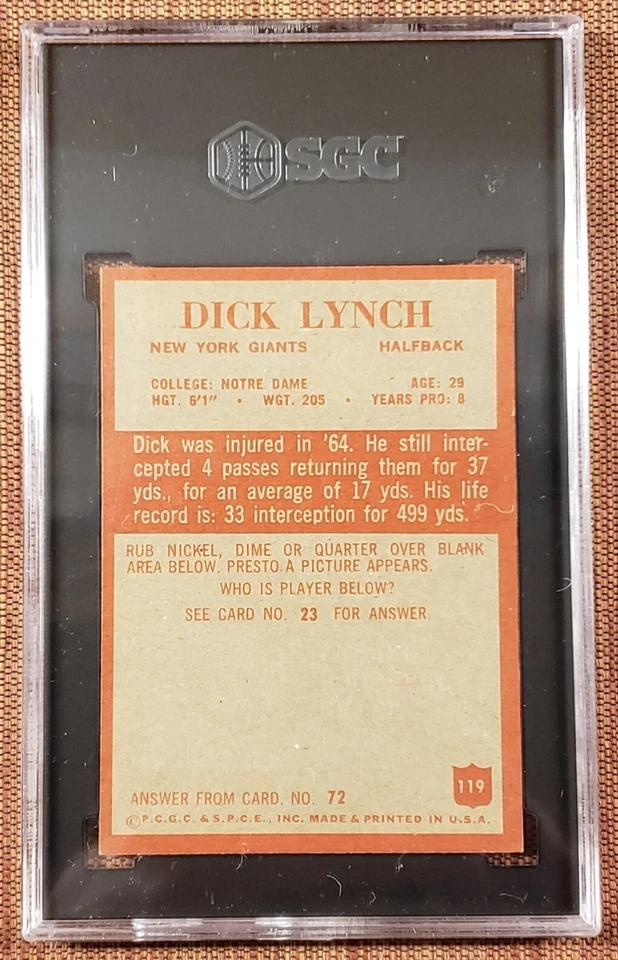 SGC
DICK LYNCH
NEW YORK GIANTS HALFBACK
COLLEGE: NOTRE DAME AGE: 29
HGT. 6'1" • WGT. 205 • YEARS PRO: 8
Dick was injured in '64. He still inter-
cepted 4 passes returning them for 37
yds., for an average of 17 yds. His life
record is: 33 interception for 499 yds.
RUB NICKEL, DIME OR QUARTER OVER BLANK
AREA BELOW. PRESTO. A PICTURE APPEARS.
WHO IS PLAYER BELOW?
SEE CARD NO. 23 FOR ANSWER.
119
ANSWER FROM CARD. NO. 72
©P.C.G.C. & S.P.C.E., INC. MADE & PRINTED IN U.S.A.